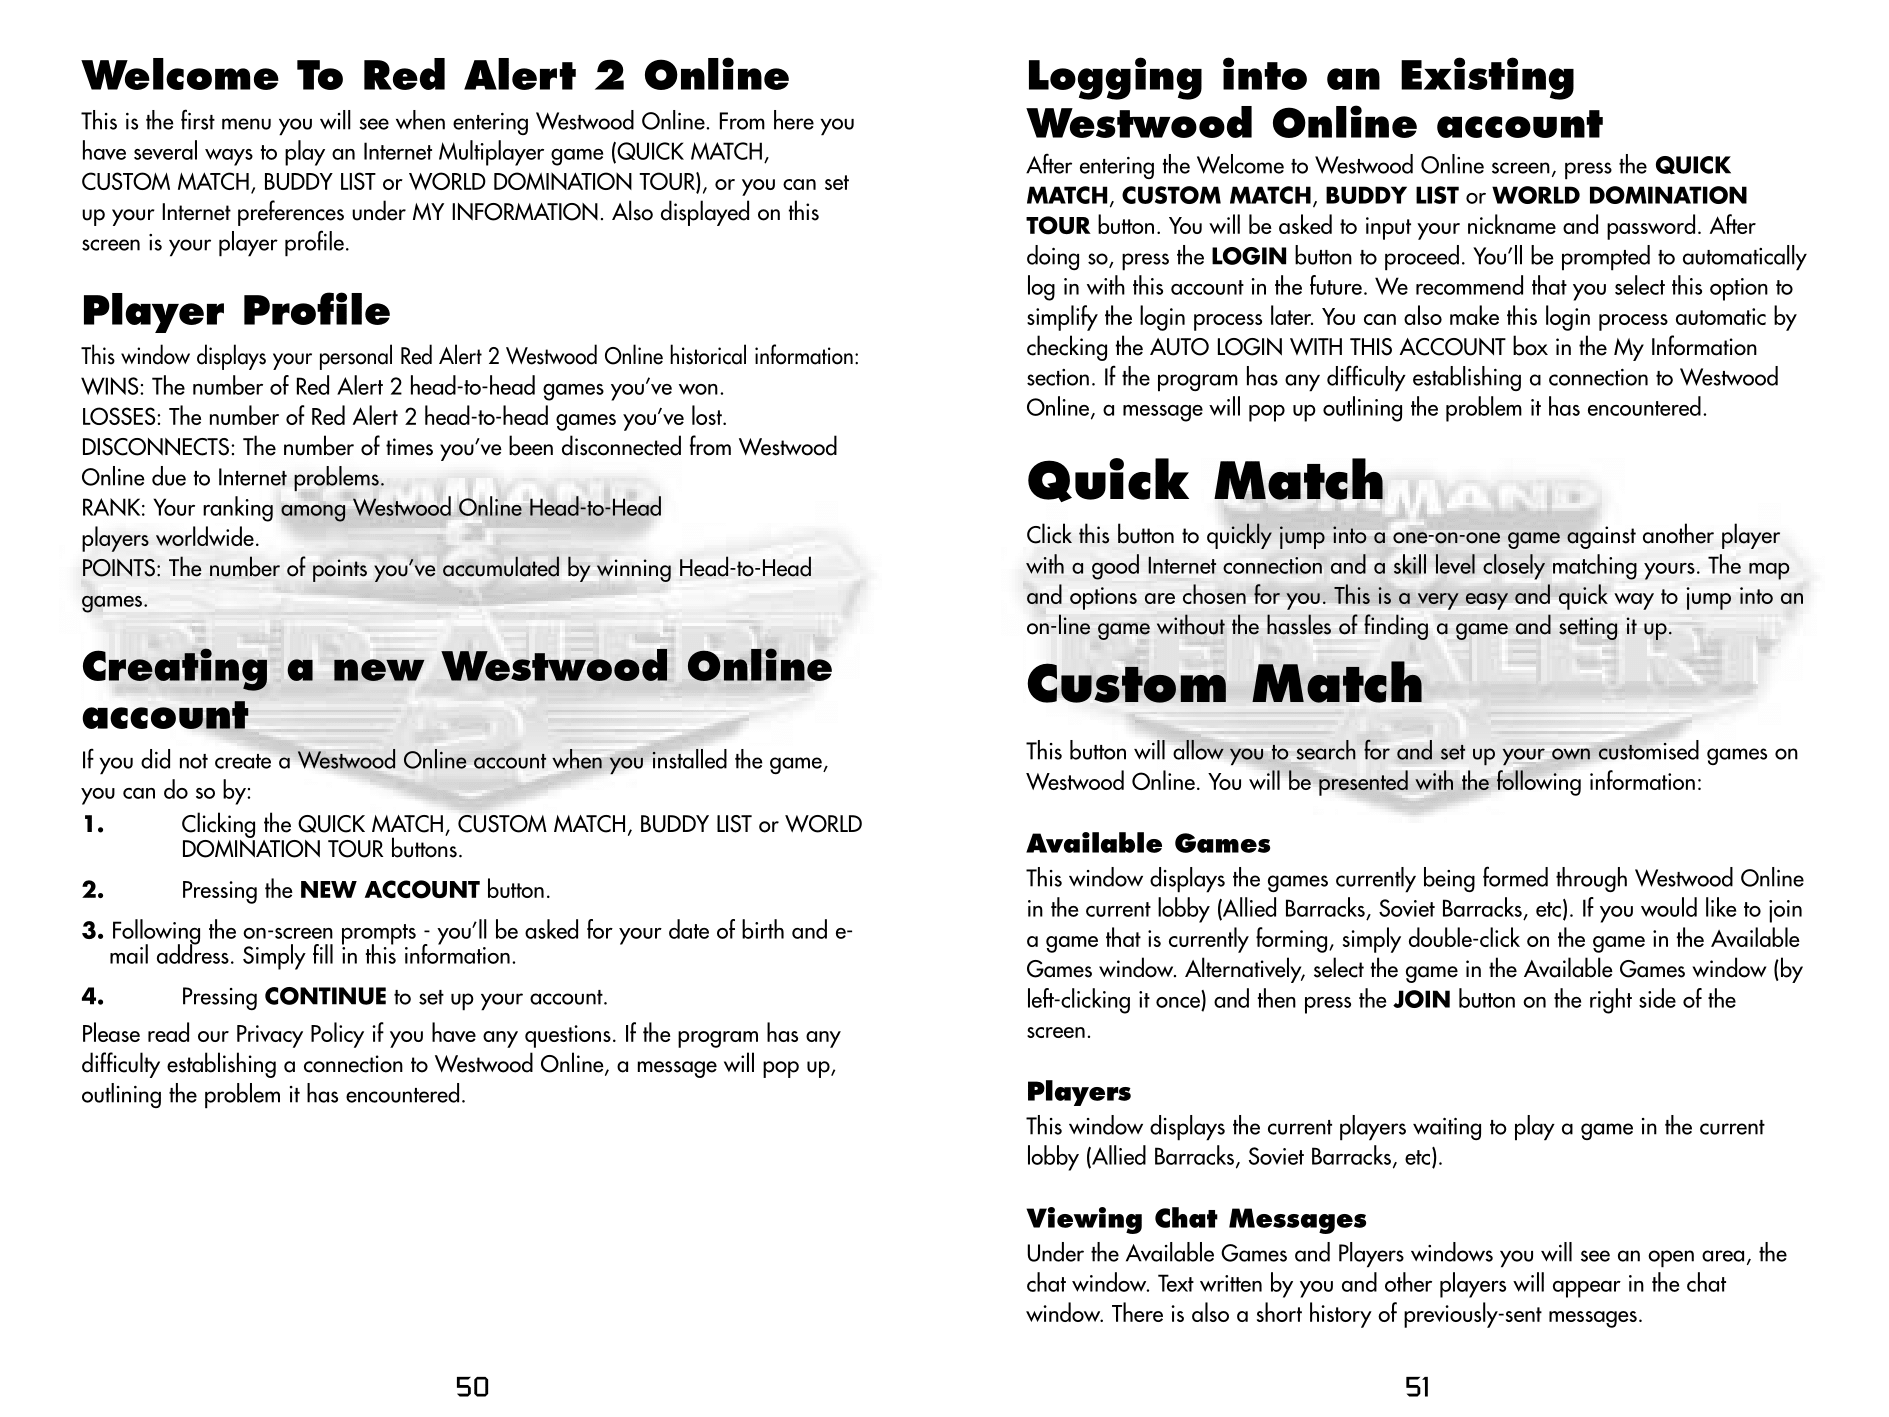 Welcome To Red Alert 2 Online
This is the first menu you will see when entering Westwood Online. From here you
have several ways to play an Internet Multiplayer game (QUICK MATCH,
CUSTOM MATCH, BUDDY LIST or WORLD DOMINATION TOUR), or you can set
up your Internet preferences under MY INFORMATION. Also displayed on this
screen is your player profile.
Player Profile
This window displays your personal Red Alert 2 Westwood Online historical information:
WINS: The number of Red Alert 2 head-to-head games you’ve won.
LOSSES: The number of Red Alert 2 head-to-head games you’ve lost.
DISCONNECTS: The number of times you’ve been disconnected from Westwood
Online due to Internet problems.
RANK: Your ranking among Westwood Online Head-to-Head
players worldwide.
POINTS: The number of points you’ve accumulated by winning Head-to-Head
games.
Creating a new Westwood Online
account
If you did not create a Westwood Online account when you installed the game,
you can do so by:
1. Clicking the QUICK MATCH, CUSTOM MATCH, BUDDY LIST or WORLD
DOMINATION TOUR buttons.
2. Pressing the NEW ACCOUNT button.
3. Following the on-screen prompts - you’ll be asked for your date of birth and e-
mail address. Simply fill in this information.
4. Pressing CONTINUE to set up your account.
Please read our Privacy Policy if you have any questions. If the program has any
difficulty establishing a connection to Westwood Online, a message will pop up,
outlining the problem it has encountered.
50
Logging into an Existing
Westwood Online account
After entering the Welcome to Westwood Online screen, press the QUICK
MATCH, CUSTOM MATCH, BUDDY LIST or WORLD DOMINATION
TOUR button. You will be asked to input your nickname and password. After
doing so, press the LOGIN button to proceed. You’ll be prompted to automatically
log in with this account in the future. We recommend that you select this option to
simplify the login process later. You can also make this login process automatic by
checking the AUTO LOGIN WITH THIS ACCOUNT box in the My Information
section. If the program has any difficulty establishing a connection to Westwood
Online, a message will pop up outlining the problem it has encountered.
Quick Match
Click this button to quickly jump into a one-on-one game against another player
with a good Internet connection and a skill level closely matching yours. The map
and options are chosen for you. This is a very easy and quick way to jump into an
on-line game without the hassles of finding a game and setting it up.
Custom Match
This button will allow you to search for and set up your own customised games on
Westwood Online. You will be presented with the following information:
Available Games
This window displays the games currently being formed through Westwood Online
in the current lobby (Allied Barracks, Soviet Barracks, etc). If you would like to join
a game that is currently forming, simply double-click on the game in the Available
Games window. Alternatively, select the game in the Available Games window (by
left-clicking it once) and then press the JOIN button on the right side of the
screen.
Players
This window displays the current players waiting to play a game in the current
lobby (Allied Barracks, Soviet Barracks, etc).
Viewing Chat Messages
Under the Available Games and Players windows you will see an open area, the
chat window. Text written by you and other players will appear in the chat
window. There is also a short history of previously-sent messages.
51
COMMAND
RED ALERT
2
COMMAND
RED ALERT
2